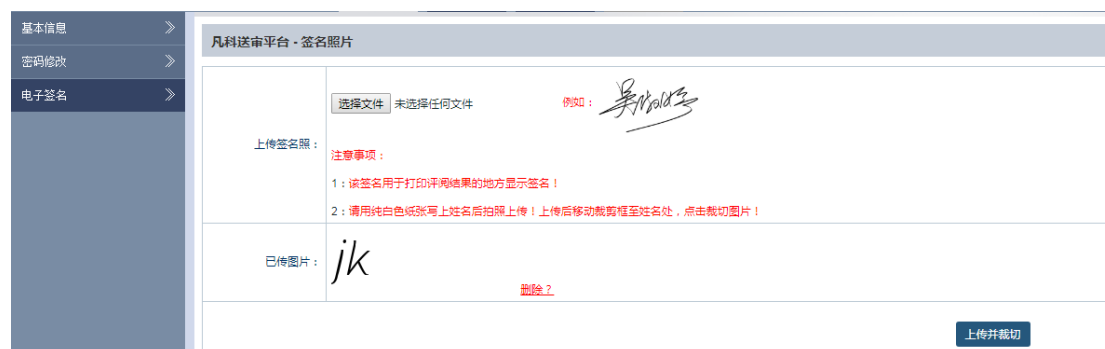 基本信息
密码修改
电子签名
凡科送审平台 - 签名照片
上传签名照：
选择文件 未选择任何文件
例如：
注意事项：
1：该签名用于打印评阅结果的地方显示签名！
2：请用纯白色纸张写上姓名后拍照上传！上传后移动裁剪框至姓名处，点击裁切图片！
已传图片：
jk
删除？
上传并裁切